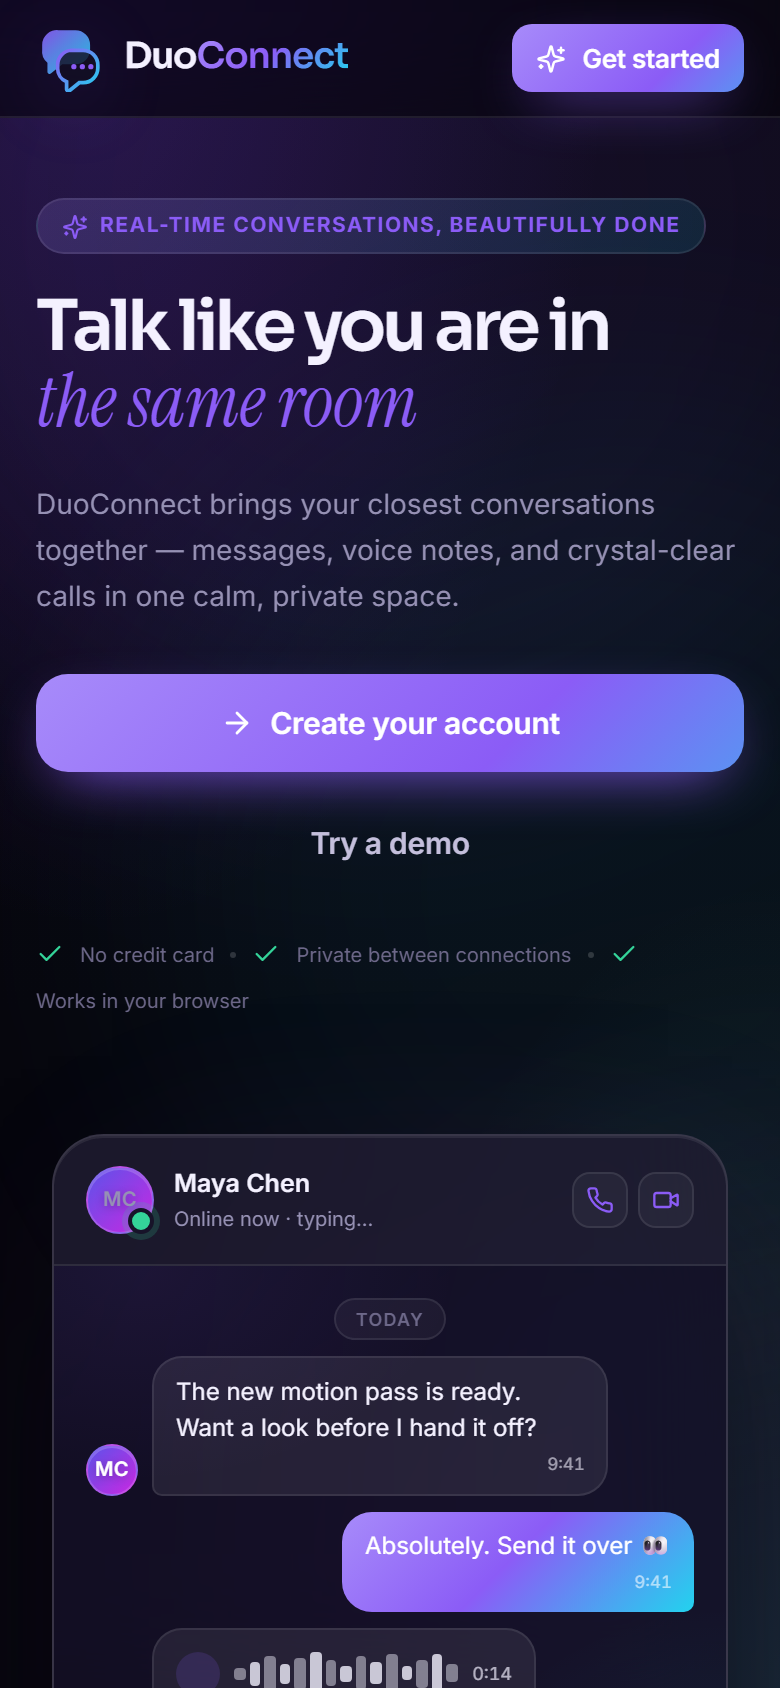 DuoConnect
Get started
REAL-TIME CONVERSATIONS, BEAUTIFULLY DONE
Talk like you are in
the same room
DuoConnect brings your closest conversations
together — messages, voice notes, and crystal-clear
calls in one calm, private space.
Create your account
Try a demo
No credit card • Private between connections •
Works in your browser
MC
Maya Chen
Online now · typing...
TODAY
The new motion pass is ready.
Want a look before I hand it off?
9:41
MC
Absolutely. Send it over 👀
9:41
0:14